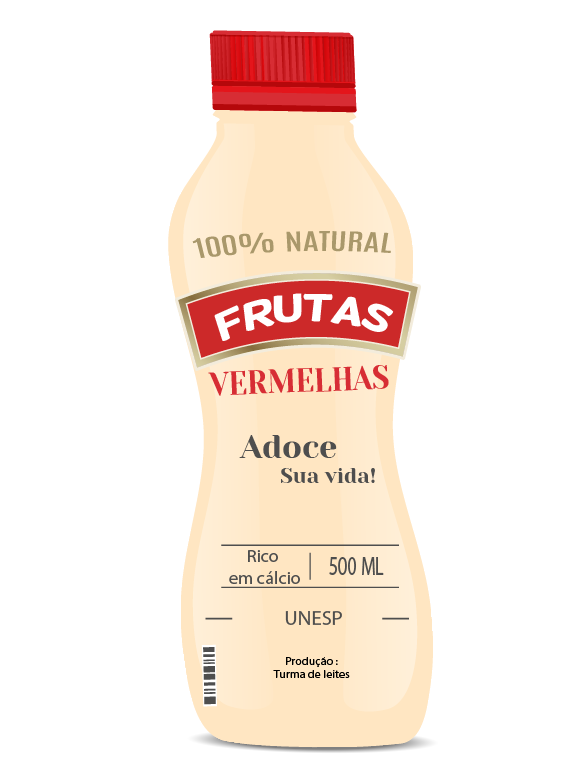 100% NATURAL
FRUTAS
VERMELHAS
Adoce
Sua vida!
Rico
em cálcio
500 ML
UNESP
Produção :
Turma de leites